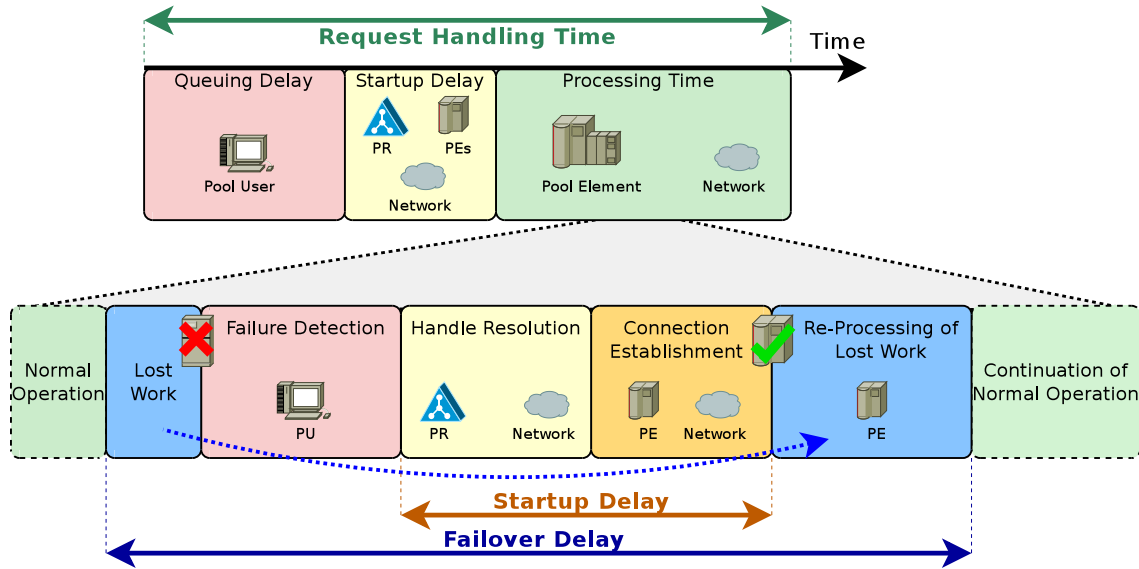 Request Handling Time
Time
Queuing Delay
Startup Delay
Processing Time
PR
PEs
Pool User
Network
Pool Element
Network
Normal
Operation
Lost
Work
Failure Detection
PU
Handle Resolution
PR
Network
Connection
Establishment
PE
Network
Re-Processing of
Lost Work
PE
Continuation of
Normal Operation
Startup Delay
Failover Delay